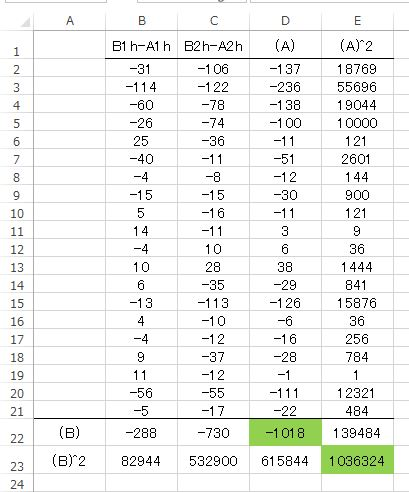 A B C D E
1 B1h-A1h B2h-A2h (A) (A)^2
2 -31 -106 -137 18769
3 -114 -122 -236 55696
4 -60 -78 -138 19044
5 -26 -74 -100 10000
6 25 -36 -11 121
7 -40 -11 -51 2601
8 -4 -8 -12 144
9 -15 -15 -30 900
10 5 -16 -11 121
11 14 -11 3 9
12 -4 10 6 36
13 10 28 38 1444
14 6 -35 -29 841
15 -13 -113 -126 15876
16 4 -10 -6 36
17 -4 -12 -16 256
18 9 -37 -28 784
19 11 -12 -1 1
20 -56 -55 -111 12321
21 -5 -17 -22 484
22 (B) -288 -730 -1018 139484
23 (B)^2 82944 532900 615844 1036324
24